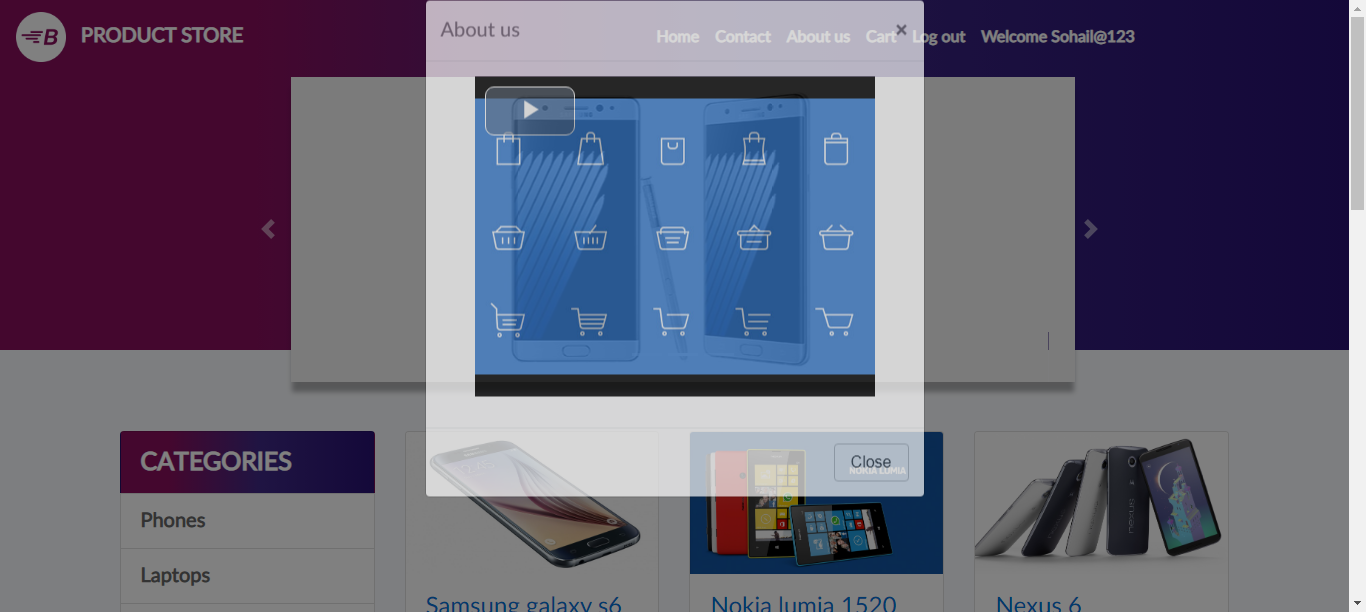 B PRODUCT STORE
About us ×
Home Contact About us Cart Log out Welcome Sohail@123
CATEGORIES
Phones
Laptops
NOKIA LUMIA
Close
nexus
Samsung galaxy s6
Nokia lumia 1520
Nexus 6